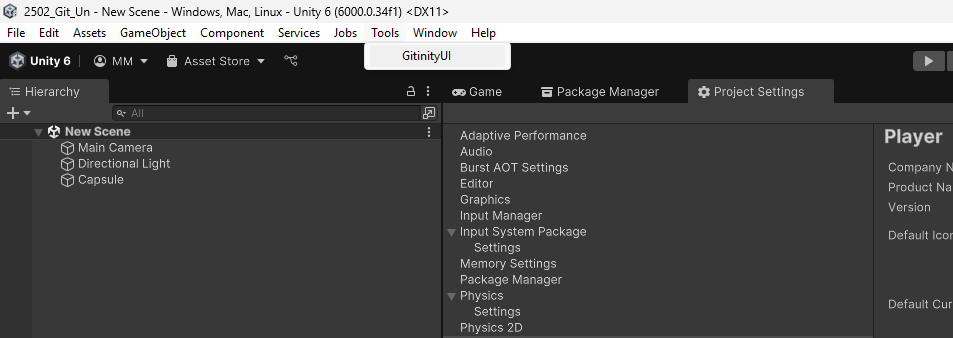 2502_Git_Un - New Scene - Windows, Mac, Linux - Unity 6 (6000.0.34f1) <DX11>
File Edit Assets GameObject Component Services Jobs Tools Window Help
GitinityUI
Unity 6 MM Asset Store
Hierarchy
All
New Scene
Main Camera
Directional Light
Capsule
Game Package Manager Project Settings
Adaptive Performance
Audio
Burst AOT Settings
Editor
Graphics
Input Manager
Input System Package
Settings
Memory Settings
Package Manager
Physics
Settings
Physics 2D
Player
Company N
Product Na
Version
Default Icon
Default Cur